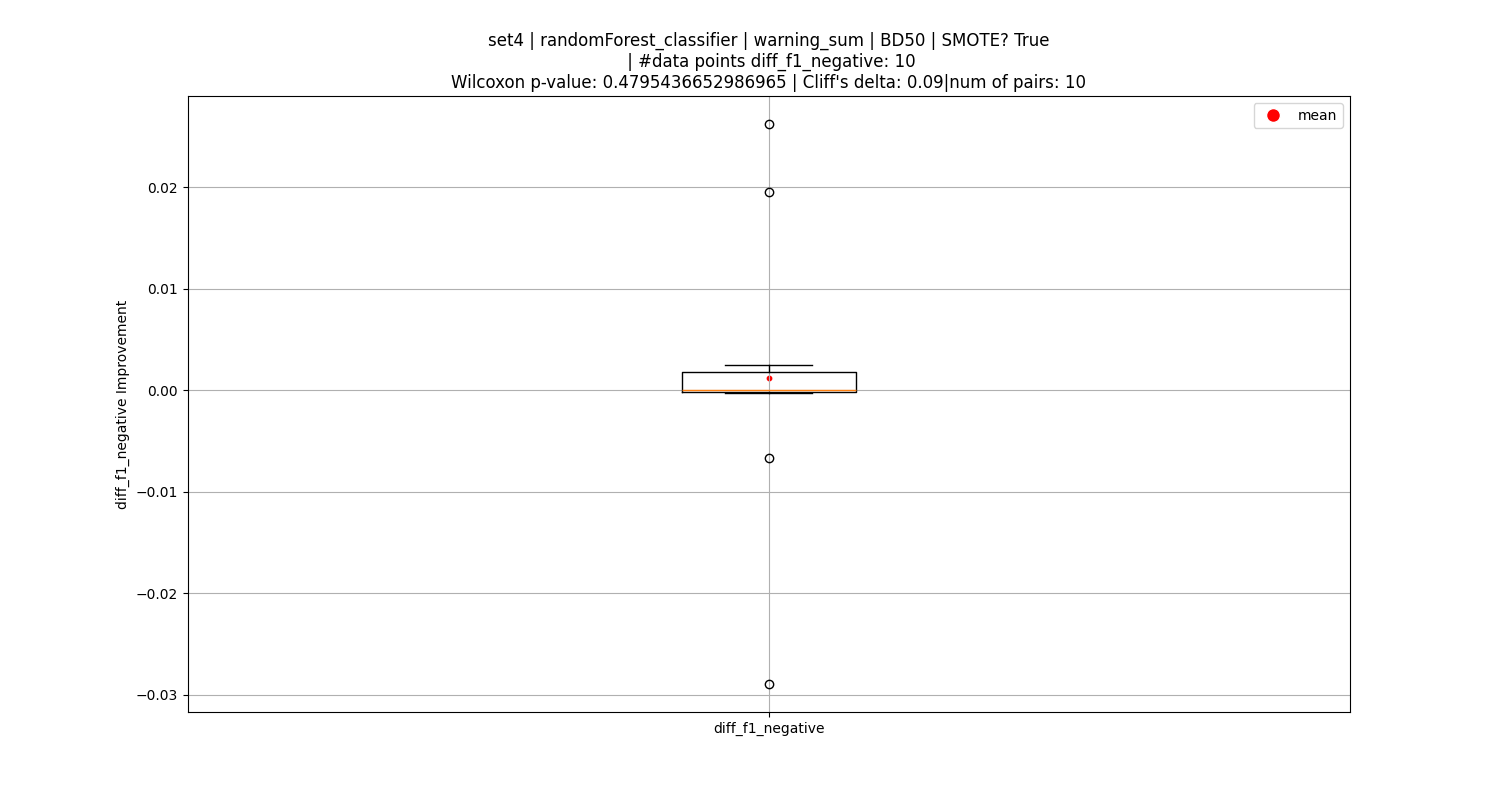 set4 | randomForest_classifier | warning_sum | BD50 | SMOTE? True
| #data points diff_f1_negative: 10
Wilcoxon p-value: 0.4795436652986965 | Cliff's delta: 0.09|num of pairs: 10
mean
0.02
0.01
0.00
−0.01
−0.02
−0.03
diff_f1_negative Improvement
diff_f1_negative